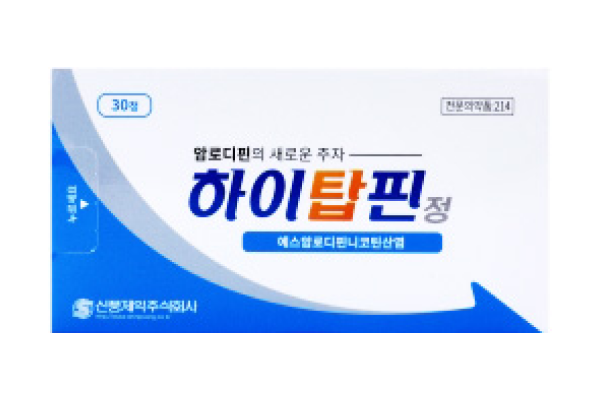 30정
전문의약품:214
암로디핀의 새로운 주자
하이탑핀정
에스암로디핀니코틴산염
신풍제약주식회사